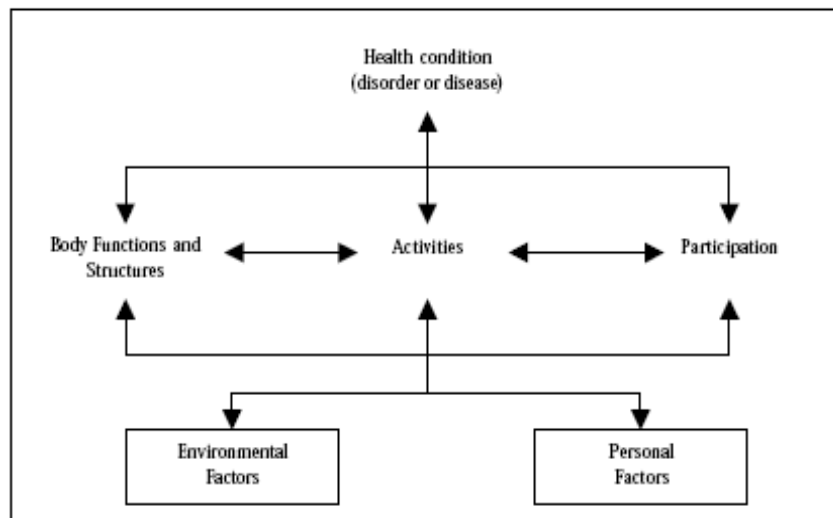 Health condition
(disorder or disease)
Body Functions and
Structures
Activities
Participation
Environmental
Factors
Personal
Factors